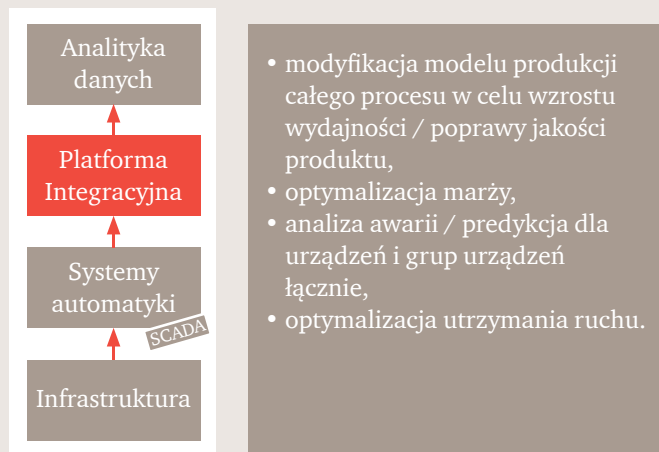 Analityka
danych
Platforma
Integracyjna
Systemy
automatyki
SCADA
Infrastruktura
• modyfikacja modelu produkcji
całego procesu w celu wzrostu
wydajności / poprawy jakości
produktu,
• optymalizacja marży,
• analiza awarii / predykcja dla
urządzeń i grup urządzeń
łącznie,
• optymalizacja utrzymania ruchu.